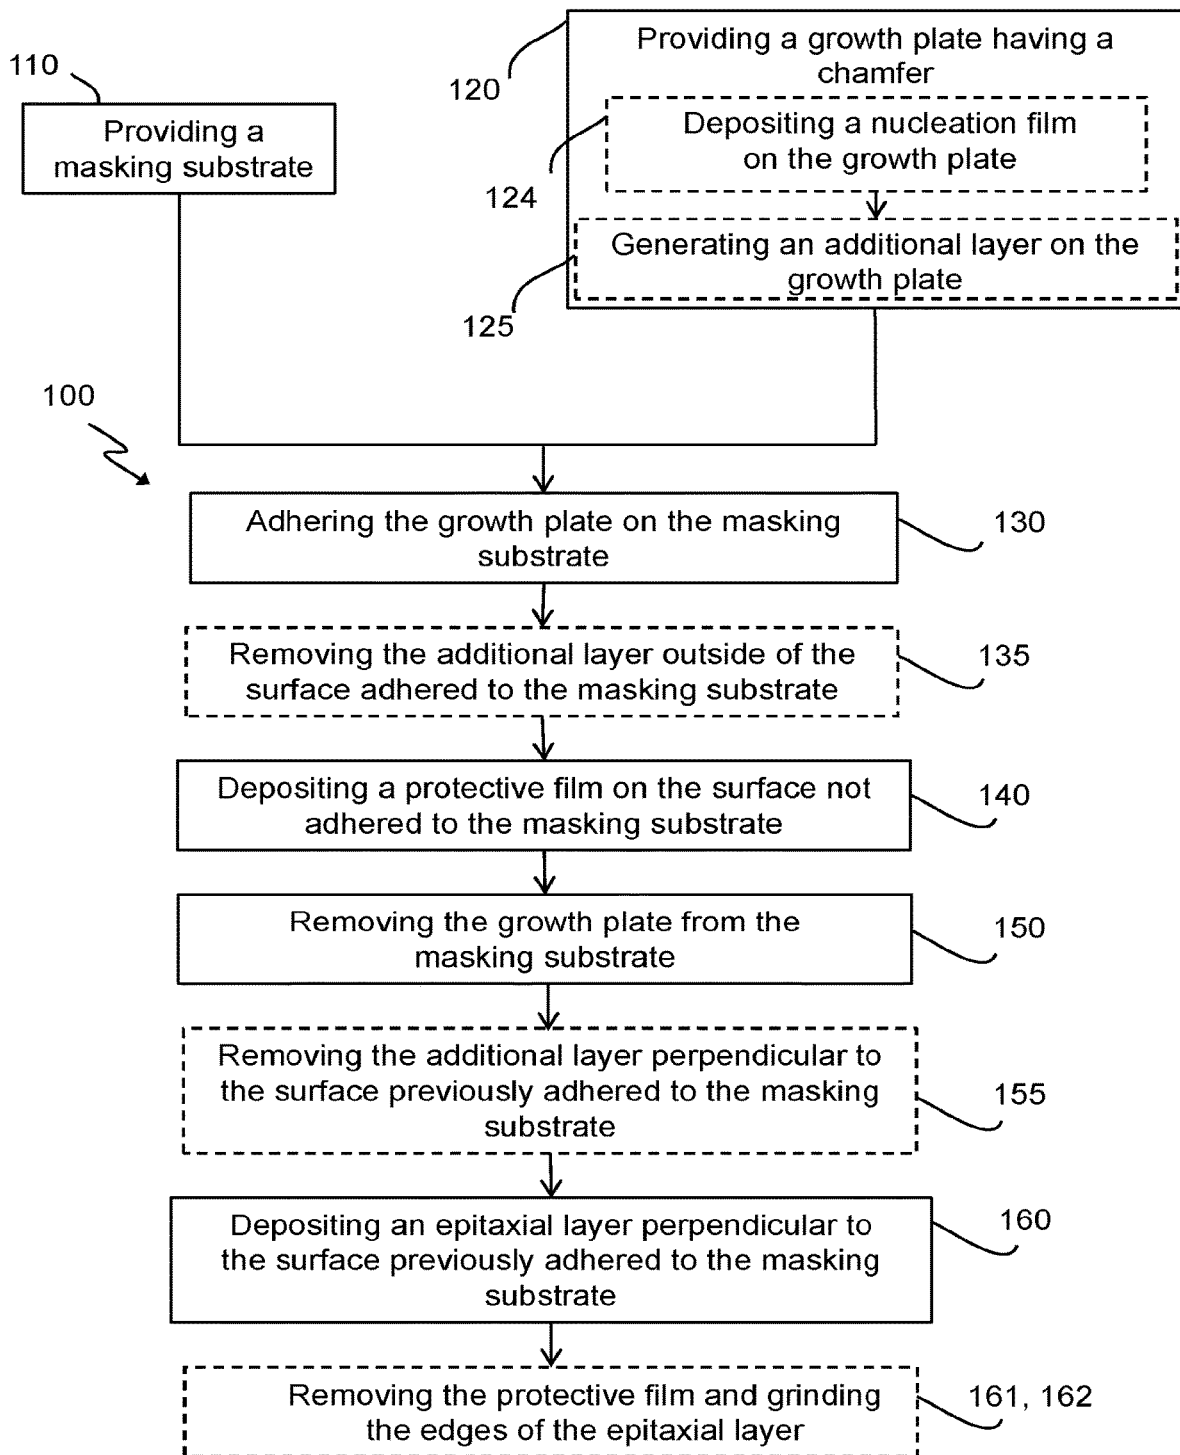 110
Providing a
masking substrate
120
Providing a growth plate having a
chamfer
124
Depositing a nucleation film
on the growth plate
125
Generating an additional layer on the
growth plate
100
Adhering the growth plate on the masking
substrate
130
Removing the additional layer outside of the
surface adhered to the masking substrate
135
Depositing a protective film on the surface not
adhered to the masking substrate
140
Removing the growth plate from the
masking substrate
150
Removing the additional layer perpendicular to
the surface previously adhered to the masking
substrate
155
Depositing an epitaxial layer perpendicular to
the surface previously adhered to the masking
substrate
160
Removing the protective film and grinding
the edges of the epitaxial layer
161, 162